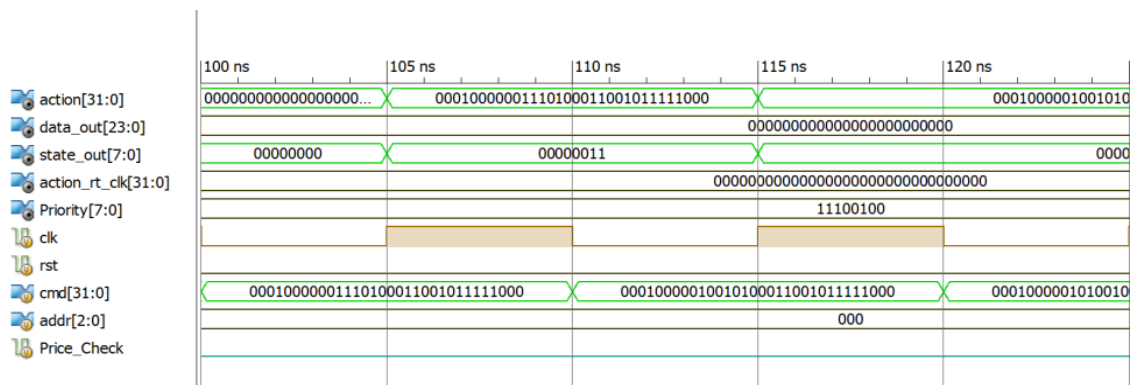 100 ns 105 ns 110 ns 115 ns 120 ns
action[31:0] 000000000000000000... 00010000001110100011001011111000 0001000001001010
data_out[23:0] 000000000000000000000000
state_out[7:0] 00000000 00000011 0000
action_rt_clk[31:0] 00000000000000000000000000000000
Priority[7:0] 11100100
clk
rst
cmd[31:0] 00010000001110100011001011111000 00010000010010100011001011111000 0001000001010010
addr[2:0] 000
Price_Check